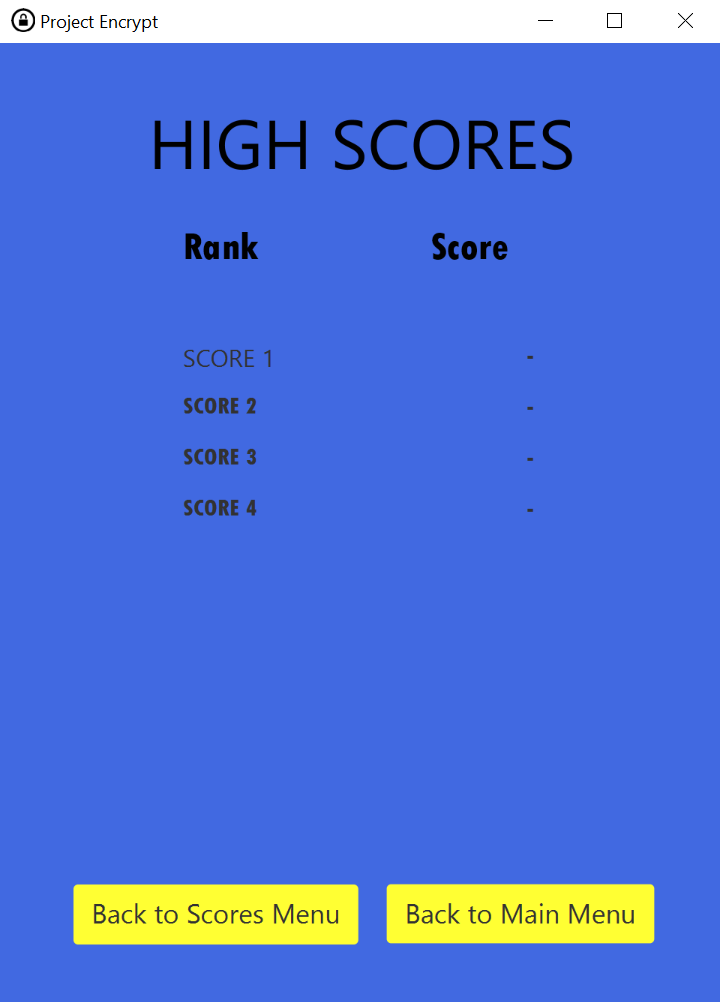 Project Encrypt
HIGH SCORES
Rank Score
SCORE 1 -
SCORE 2 -
SCORE 3 -
SCORE 4 -
Back to Scores Menu Back to Main Menu